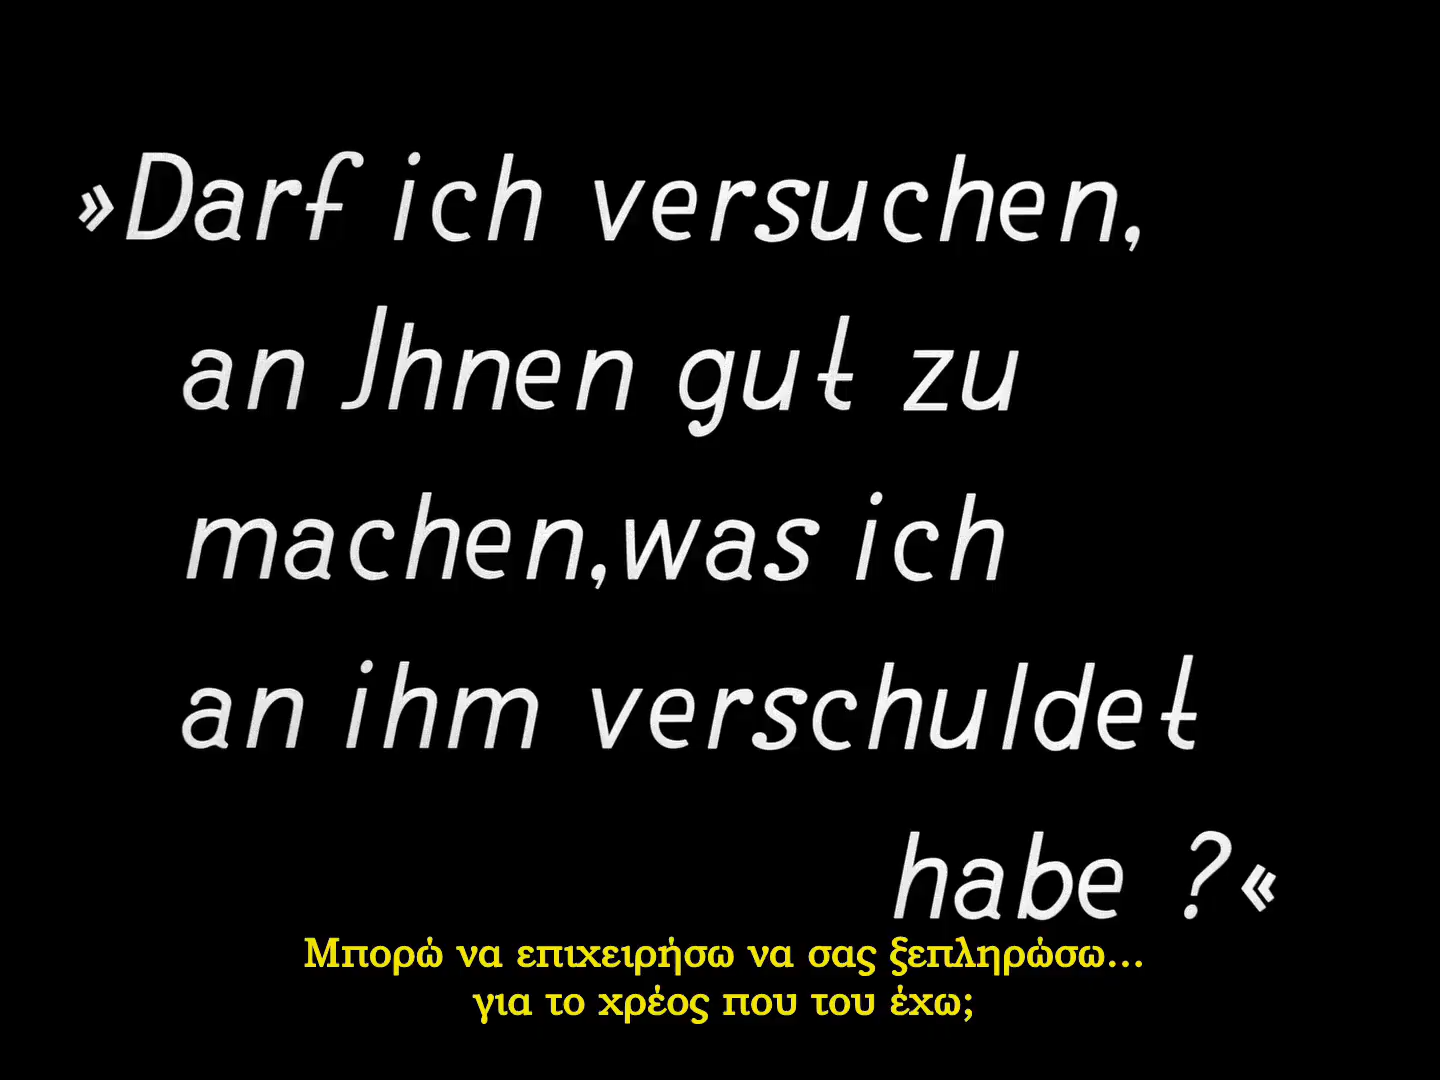 »Darf ich versuchen,
an Jhnen gut zu
machen, was ich
an ihm verschuldet
habe ?«
Μπορώ να επιχειρήσω να σας ξεπληρώσω...
για το χρέος που του έχω;